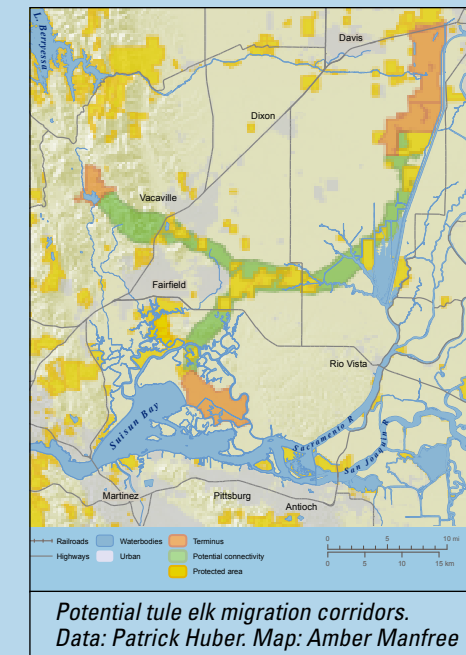 L. Berryessa
Davis
Dixon
Vacaville
Fairfield
Rio Vista
Suisun Bay
Sacramento R
San Joaquin R
Martinez
Pittsburg
Antioch
Railroads
Waterbodies
Terminus
0 5 10 mi
Highways
Urban
Potential connectivity
0 5 10 15 km
Protected area
Potential tule elk migration corridors.
Data: Patrick Huber. Map: Amber Manfree